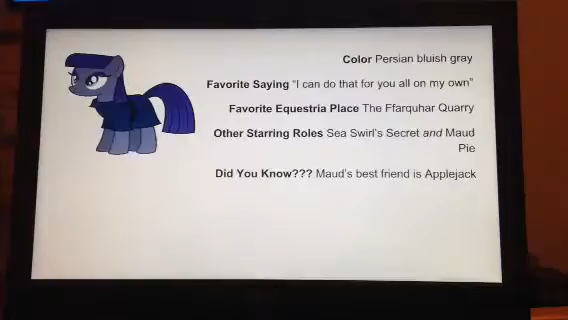 Color Persian bluish gray
Favorite Saying “I can do that for you all on my own”
Favorite Equestria Place The Ffarquhar Quarry
Other Starring Roles Sea Swirl's Secret and Maud
Pie
Did You Know??? Maud's best friend is Applejack